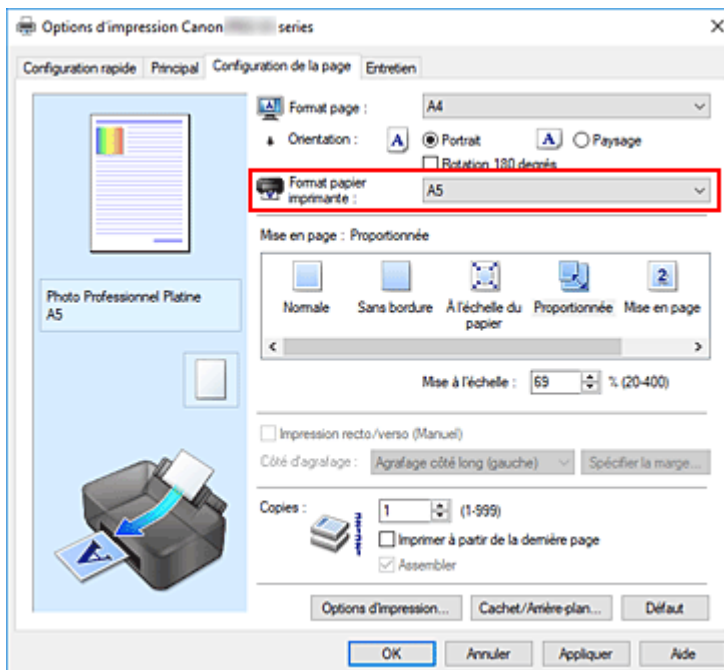 Options d'impression Canon series
Configuration rapide Principal Configuration de la page Entretien
Format page : A4
Orientation : A Portrait A Paysage
Rotation 180 degrés
Format papier
imprimante : A5
Mise en page : Proportionnée
Normale Sans bordure À l'échelle du Proportionnée Mise en page
papier
Photo Professionnel Platine
A5
Mise à l'échelle : 69 % (20-400)
Impression recto/verso (Manuel)
Côté d'agrafage : Agrafage côté long (gauche) Spécifier la marge...
Copies : 1 (1-999)
Imprimer à partir de la dernière page
Assembler
Options d'impression... Cachet/Arrière-plan... Défaut
OK Annuler Appliquer Aide